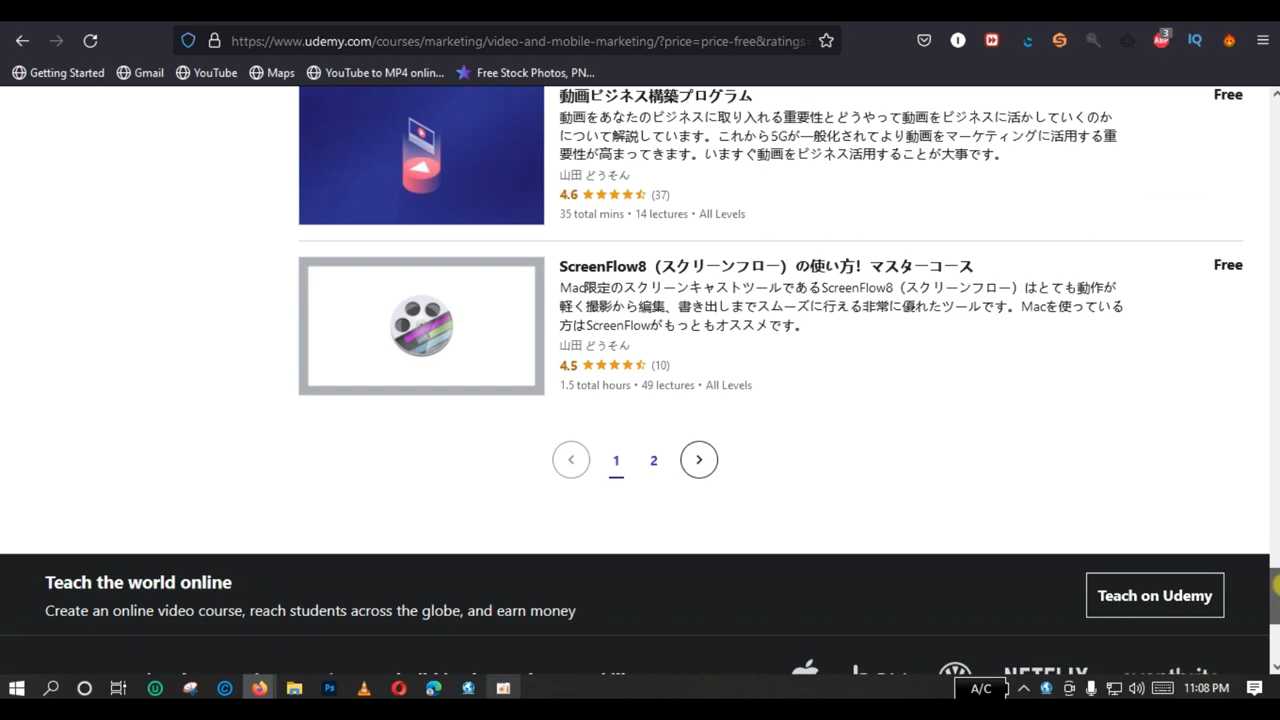 https://www.udemy.com/courses/marketing/video-and-mobile-marketing/?price=price-free&ratings=
3
IQ
Getting Started
Gmail
YouTube
Maps
YouTube to MP4 onlin...
Free Stock Photos, PN...
動画ビジネス構築プログラム
Free
動画をあなたのビジネスに取り入れる重要性とどうやって動画をビジネスに活かしていくのか
について解説しています。これから5Gが一般化されてより動画をマーケティングに活用する重
要性が高まってきます。いますぐ動画をビジネス活用することが大事です。
山田 どうそん
4.6 (37)
35 total mins • 14 lectures • All Levels
ScreenFlow8（スクリーンフロー）の使い方！マスターコース
Free
Mac限定のスクリーンキャストツールであるScreenFlow8（スクリーンフロー）はとても動作が
軽く撮影から編集、書き出しまでスムーズに行える非常に優れたツールです。Macを使っている
方はScreenFlowがもっともオススメです。
山田 どうそん
4.5 (10)
1.5 total hours • 49 lectures • All Levels
1
2
Teach the world online
Create an online video course, reach students across the globe, and earn money
Teach on Udemy
NETFLIX
Ps
A/C
11:08 PM